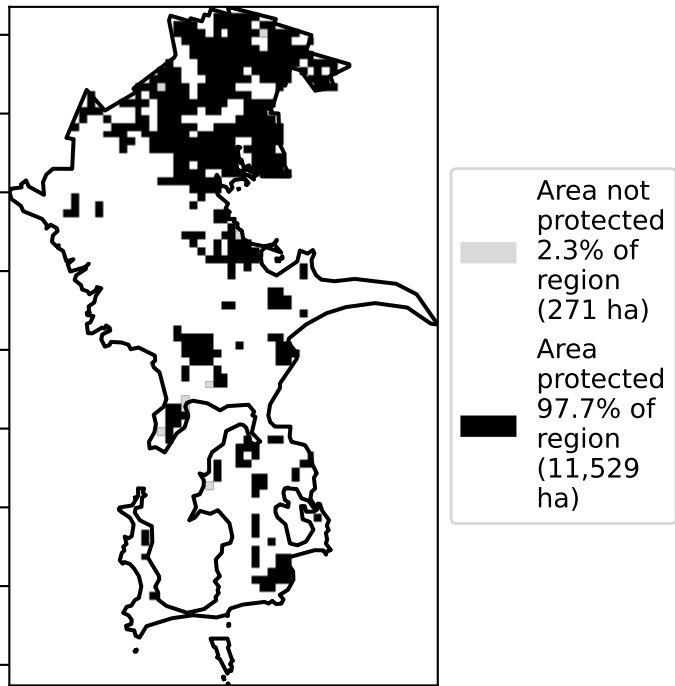 Area not
protected
2.3% of
region
(271 ha)
Area
protected
97.7% of
region
(11,529
ha)